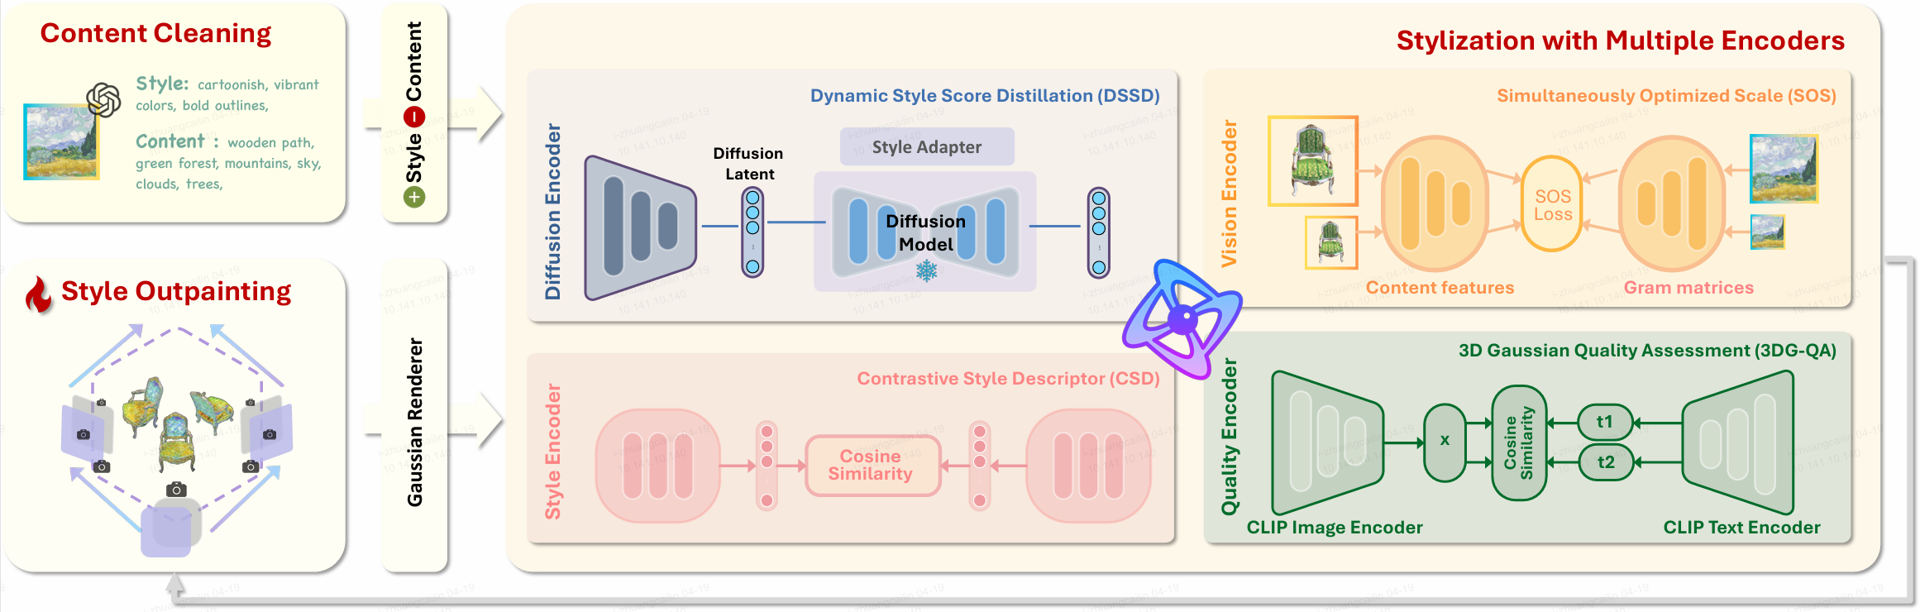 Content Cleaning
Style: cartoonish, vibrant
colors, bold outlines,
Content : wooden path,
green forest, mountains, sky,
clouds, trees,
Style Outpainting
+ Style − Content
Gaussian Renderer
Stylization with Multiple Encoders
Dynamic Style Score Distillation (DSSD)
Diffusion Encoder
Diffusion
Latent
Style Adapter
Diffusion
Model
Simultaneously Optimized Scale (SOS)
Vision Encoder
SOS
Loss
Content features
Gram matrices
Contrastive Style Descriptor (CSD)
Style Encoder
Cosine
Similarity
3D Gaussian Quality Assessment (3DG-QA)
Quality Encoder
x
Cosine
Similarity
t1
t2
CLIP Image Encoder
CLIP Text Encoder